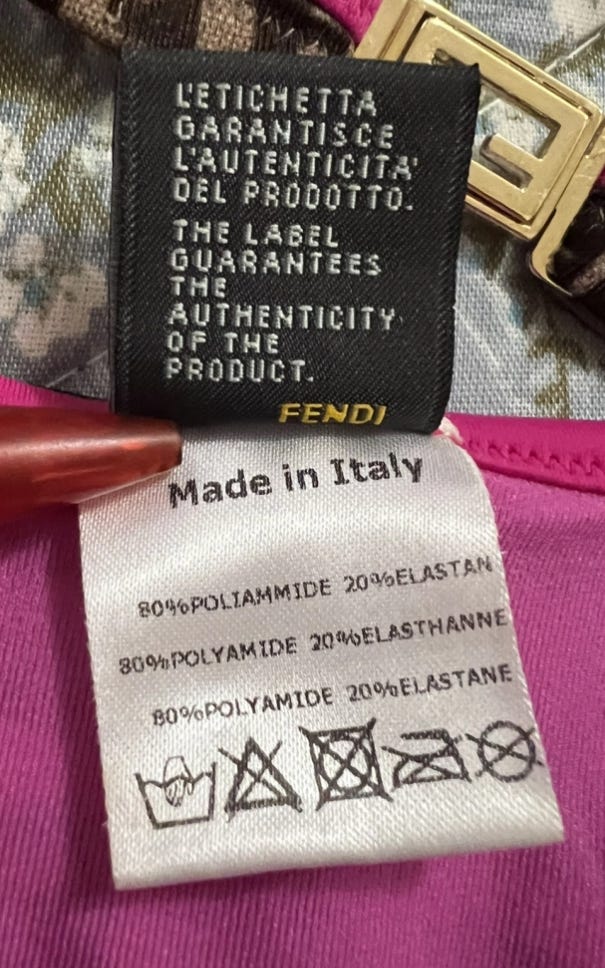 L'ETICHETTA
GARANTISCE
L'AUTENTICITA'
DEL PRODOTTO.
THE LABEL
GUARANTEES
THE
AUTHENTICITY
OF THE
PRODUCT.
FENDI
Made in Italy
80%POLIAMMIDE 20%ELASTAN
80%POLYAMIDE 20%ELASTHANNE
80%POLYAMIDE 20%ELASTANE